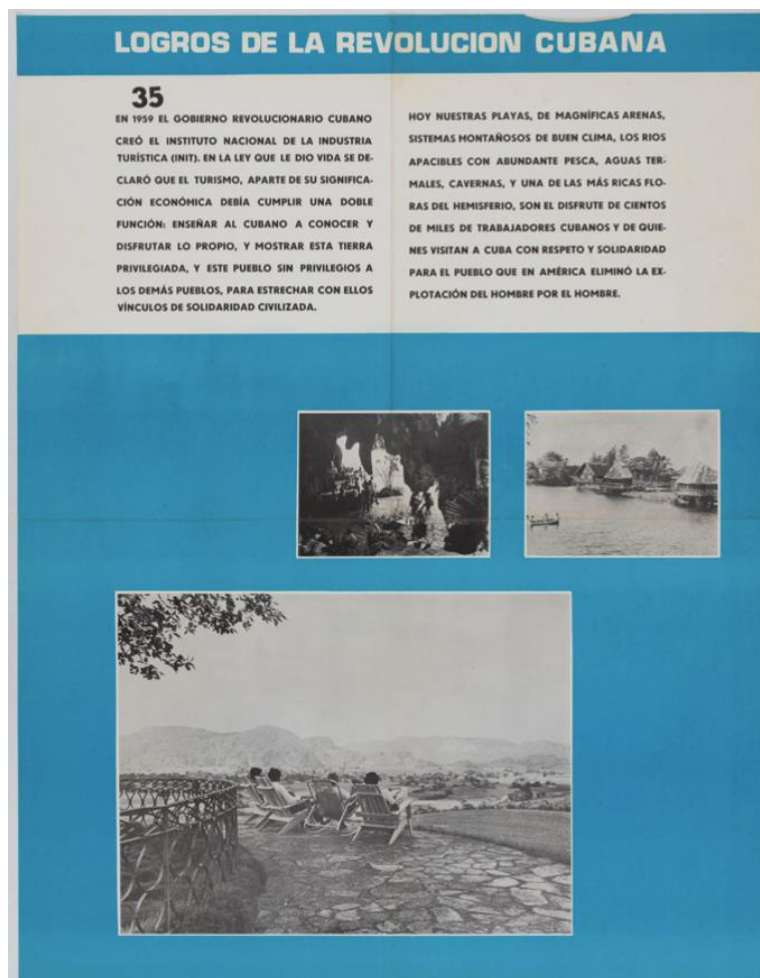 LOGROS DE LA REVOLUCION CUBANA
35
EN 1959 EL GOBIERNO REVOLUCIONARIO CUBANO
CREÓ EL INSTITUTO NACIONAL DE LA INDUSTRIA
TURÍSTICA (INIT). EN LA LEY QUE LE DIO VIDA SE DE-
CLARÓ QUE EL TURISMO, APARTE DE SU SIGNIFICA-
CIÓN ECONÓMICA DEBÍA CUMPLIR UNA DOBLE
FUNCIÓN: ENSEÑAR AL CUBANO A CONOCER Y
DISFRUTAR LO PROPIO, Y MOSTRAR ESTA TIERRA
PRIVILEGIADA, Y ESTE PUEBLO SIN PRIVILEGIOS A
LOS DEMÁS PUEBLOS, PARA ESTRECHAR CON ELLOS
VÍNCULOS DE SOLIDARIDAD CIVILIZADA.
HOY NUESTRAS PLAYAS, DE MAGNÍFICAS ARENAS,
SISTEMAS MONTAÑOSOS DE BUEN CLIMA, LOS RIOS
APACIBLES CON ABUNDANTE PESCA, AGUAS TER-
MALES, CAVERNAS, Y UNA DE LAS MÁS RICAS FLO-
RAS DEL HEMISFERIO, SON EL DISFRUTE DE CIENTOS
DE MILES DE TRABAJADORES CUBANOS Y DE QUIE-
NES VISITAN A CUBA CON RESPETO Y SOLIDARIDAD
PARA EL PUEBLO QUE EN AMÉRICA ELIMINÓ LA EX-
PLOTACIÓN DEL HOMBRE POR EL HOMBRE.